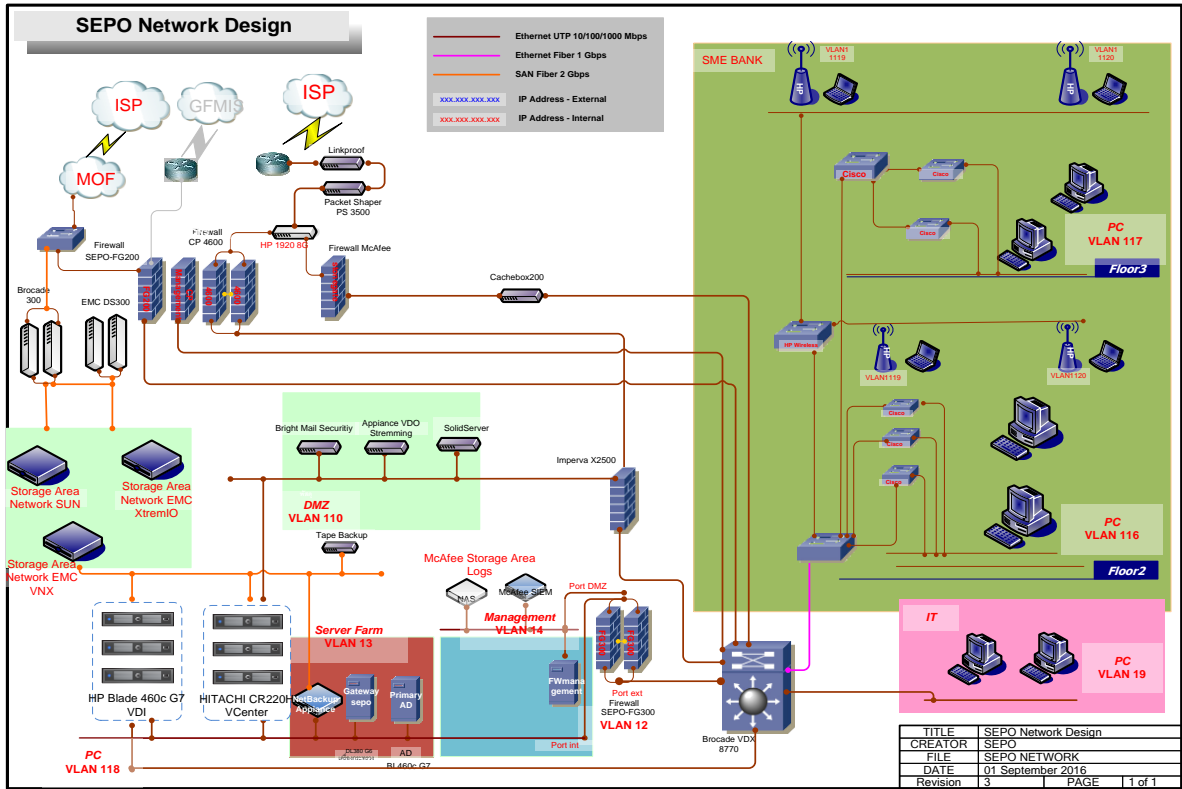 SEPO Network Design
Ethernet UTP 10/100/1000 Mbps
Ethernet Fiber 1 Gbps
SAN Fiber 2 Gbps
xxx.xxx.xxx.xxx IP Address - External
xxx.xxx.xxx.xxx IP Address - Internal
ISP
GFMIS
ISP
MOF
Linkproof
Packet Shaper
PS 3500
Firewall
SEPO-FG200
Firewall
CP 4600
HP 1920 8G
Firewall McAfee
Cachebox200
Brocade
300
EMC DS300
Storage Area
Network SUN
Storage Area
Network EMC
XtremIO
Storage Area
Network EMC
VNX
Bright Mail Securitiy
Appliance VDO
Stremming
SolidServer
DMZ
VLAN 110
Imperva X2500
Tape Backup
McAfee Storage Area
Logs
NAS
McAfee SIEM
Port DMZ
Management
VLAN 14
FWmana
gement
Server Farm
VLAN 13
NetBackup
Appliance
Gateway
sepo
Primary
AD
DL380 G6
AD
BL460c G7
HP Blade 460c G7
VDI
HITACHI CR220H
VCenter
PC
VLAN 118
Port ext
Firewall
SEPO-FG300
VLAN 12
Port int
Brocade VDX
8770
SME BANK
VLAN1
1119
HP
VLAN1
1120
HP
Cisco
Cisco
Cisco
PC
VLAN 117
Floor3
HP Wireless
HP
VLAN1119
HP
VLAN1120
Cisco
Cisco
Cisco
PC
VLAN 116
Floor2
IT
PC
VLAN 19
TITLE SEPO Network Design
CREATOR SEPO
FILE SEPO NETWORK
DATE 01 September 2016
Revision 3 PAGE 1 of 1